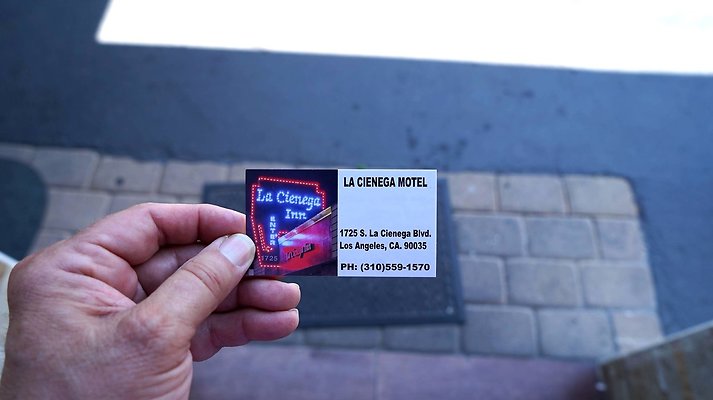 La Cienega
Inn
ENTER
1725
LA CIENEGA MOTEL
1725 S. La Cienega Blvd.
Los Angeles, CA. 90035
PH: (310)559-1570